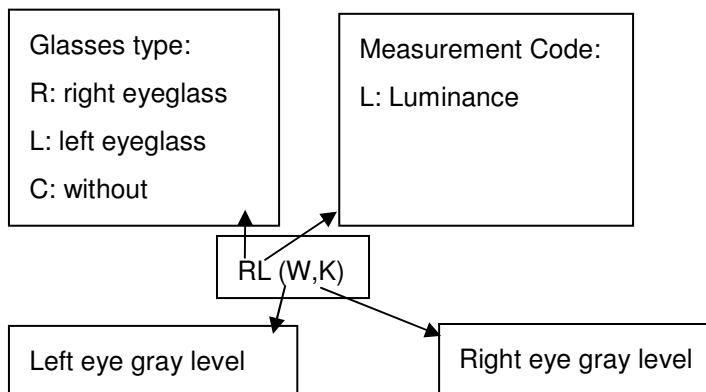 Glasses type:
R: right eyeglass
L: left eyeglass
C: without
Measurement Code:
L: Luminance
RL (W,K)
Left eye gray level
Right eye gray level